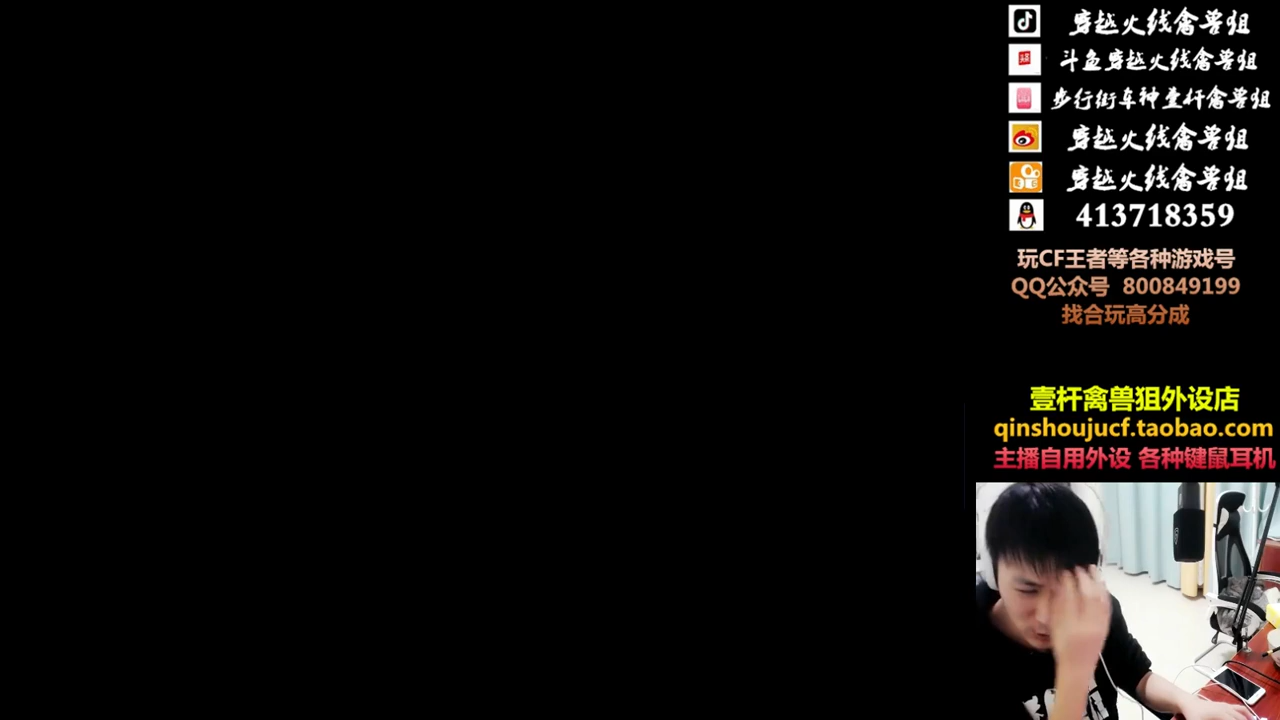 穿越火线禽兽狙
斗鱼穿越火线禽兽狙
步行街车神壹杆禽兽狙
穿越火线禽兽狙
穿越火线禽兽狙
413718359
玩CF王者等各种游戏号
QQ公众号 800849199
找合玩高分成
壹杆禽兽狙外设店
qinshoujucf.taobao.com
主播自用外设 各种键鼠耳机